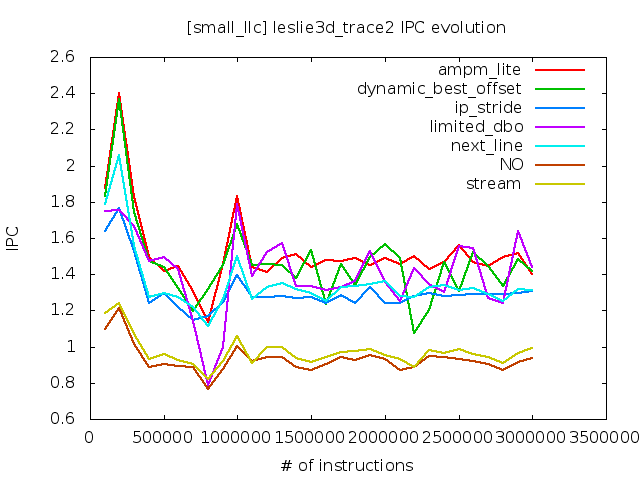 [small_llc] leslie3d_trace2 IPC evolution
2.6
2.4
2.2
2
1.8
1.6
1.4
1.2
1
0.8
0.6
IPC
ampm_lite
dynamic_best_offset
ip_stride
limited_dbo
next_line
NO
stream
0 500000 1000000 1500000 2000000 2500000 3000000 3500000
# of instructions